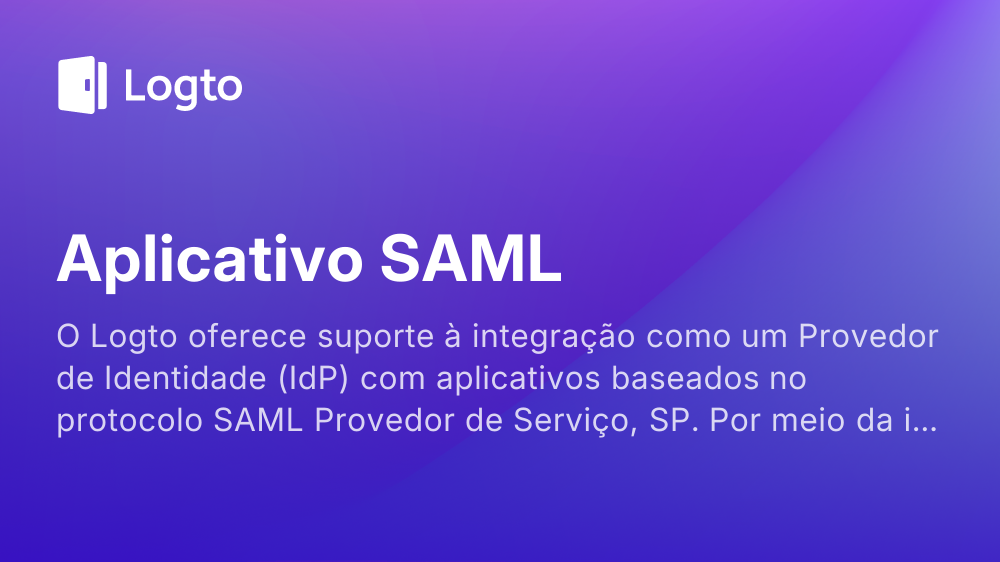 Logto
Aplicativo SAML
O Logto oferece suporte à integração como um Provedor
de Identidade (IdP) com aplicativos baseados no
protocolo SAML Provedor de Serviço, SP. Por meio da i...